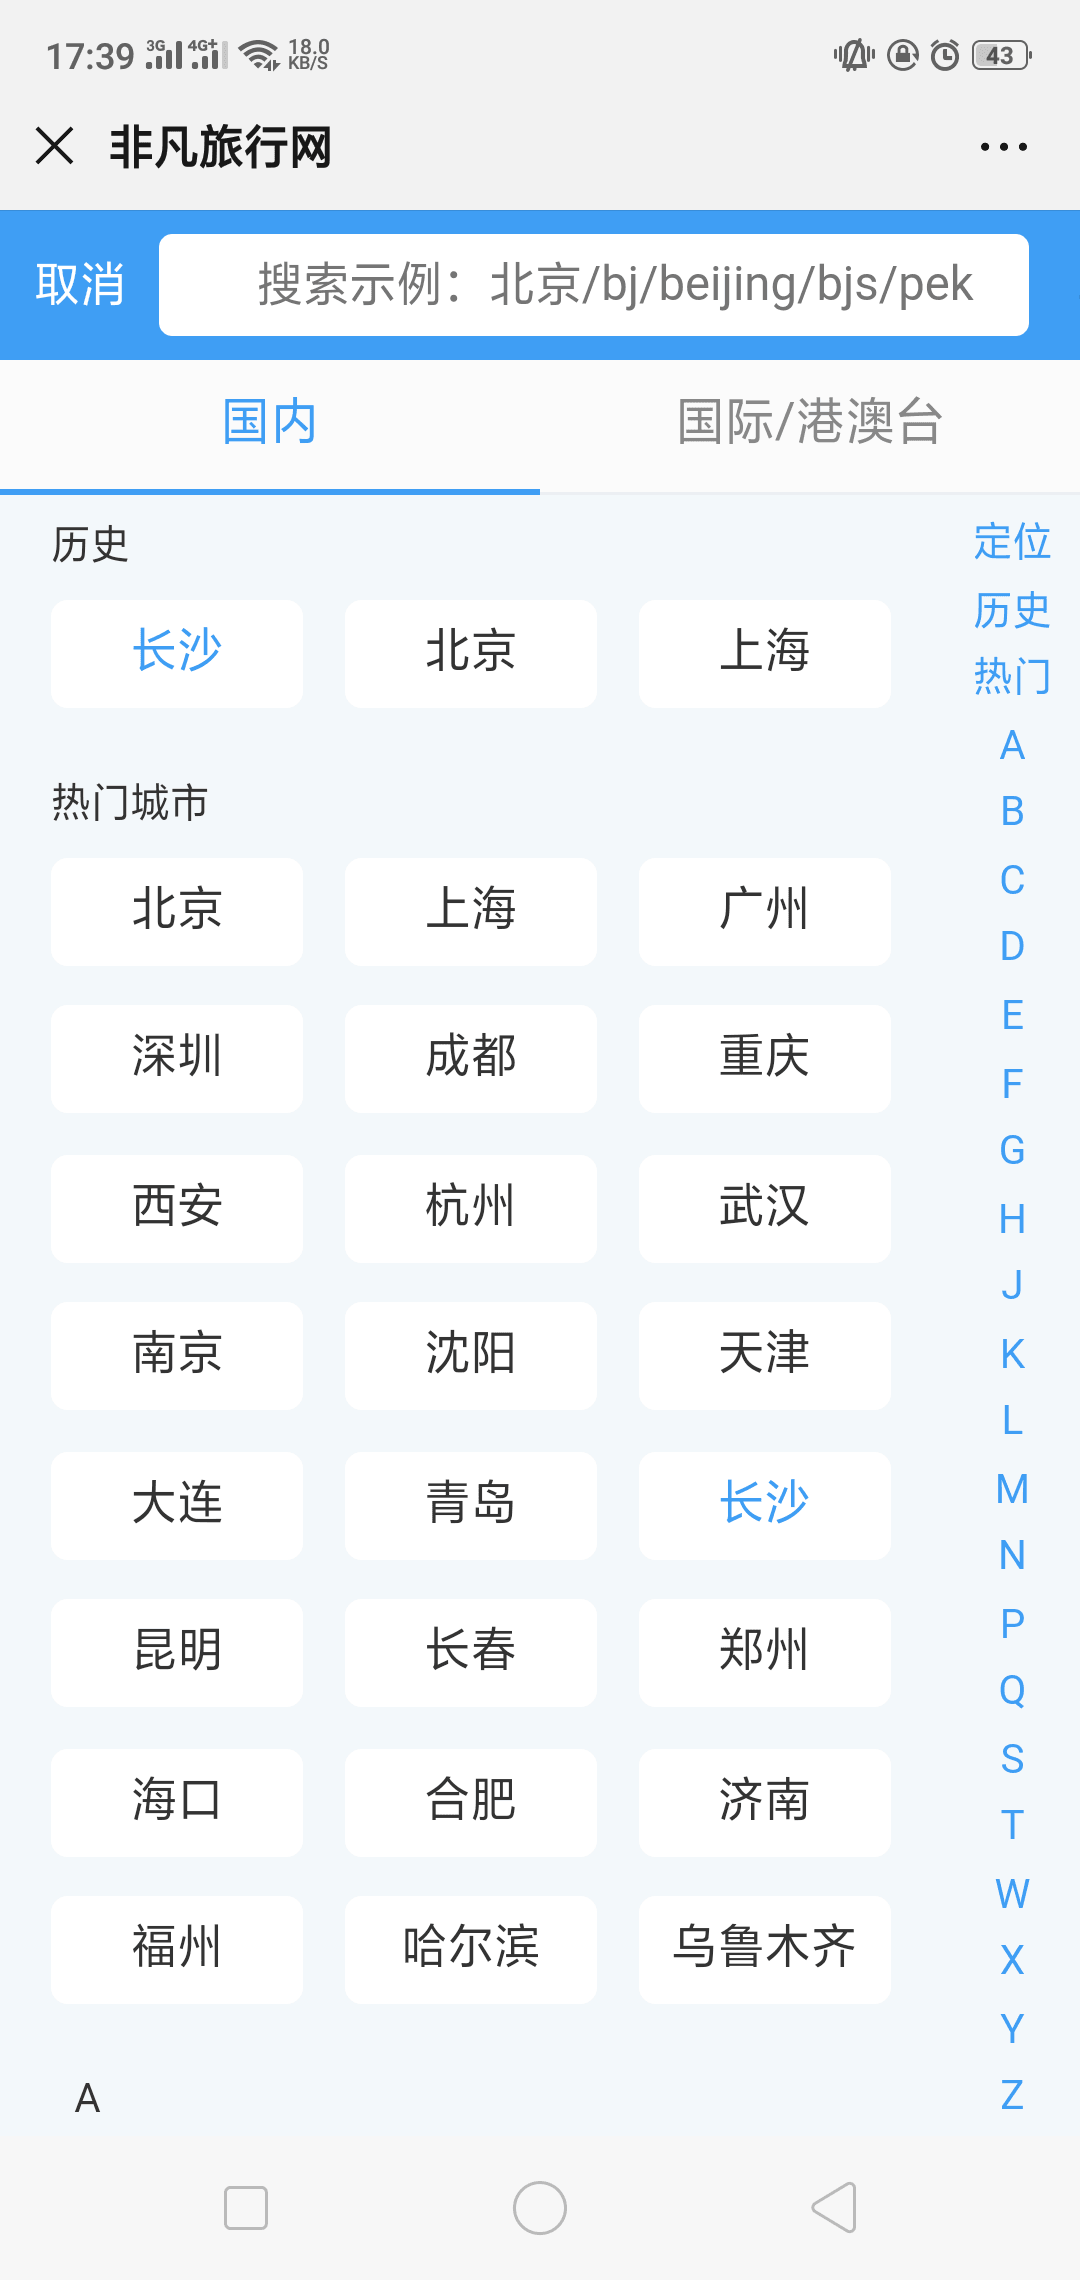 17:39 3G 4G+ 18.0 KB/S 43
非凡旅行网
取消 搜索示例：北京/bj/beijing/bjs/pek
国内 国际/港澳台
历史
长沙 北京 上海
热门城市
北京 上海 广州
深圳 成都 重庆
西安 杭州 武汉
南京 沈阳 天津
大连 青岛 长沙
昆明 长春 郑州
海口 合肥 济南
福州 哈尔滨 乌鲁木齐
A
定位
历史
热门
A
B
C
D
E
F
G
H
J
K
L
M
N
P
Q
S
T
W
X
Y
Z